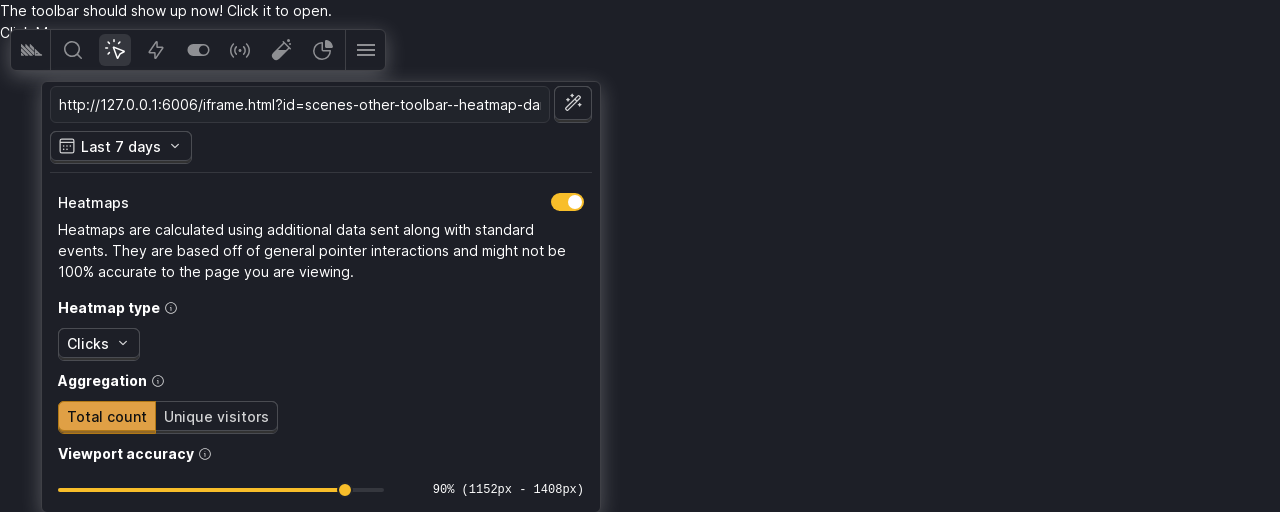 The toolbar should show up now! Click it to open.
http://127.0.0.1:6006/iframe.html?id=scenes-other-toolbar--heatmap-da
Last 7 days
Heatmaps
Heatmaps are calculated using additional data sent along with standard
events. They are based off of general pointer interactions and might not be
100% accurate to the page you are viewing.
Heatmap type
Clicks
Aggregation
Total count Unique visitors
Viewport accuracy
90% (1152px - 1408px)